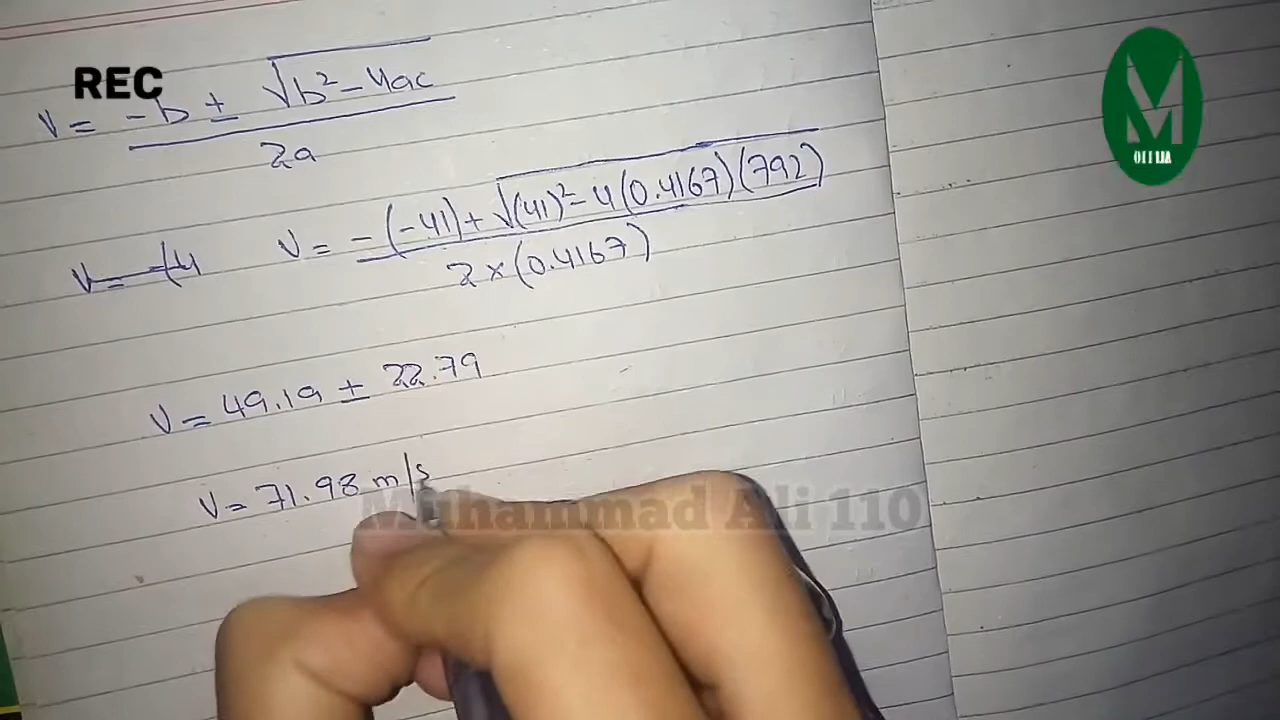 REC
V = -b ± √b² - 4ac
2a
V = -(4 V = -(-41) + √(41)² - 4(0.4167)(792)
2 × (0.4167)
V = 49.19 ± 22.79
V = 71.98 m/s
Muhammad Ali 110
M